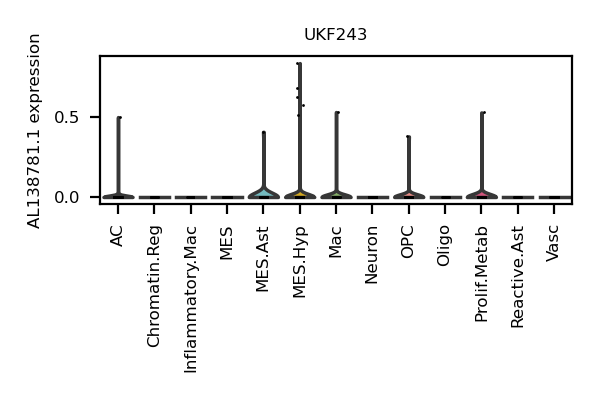 UKF243
AL138781.1 expression
0.5
0.0
AC
Chromatin.Reg
Inflammatory.Mac
MES
MES.Ast
MES.Hyp
Mac
Neuron
OPC
Oligo
Prolif.Metab
Reactive.Ast
Vasc